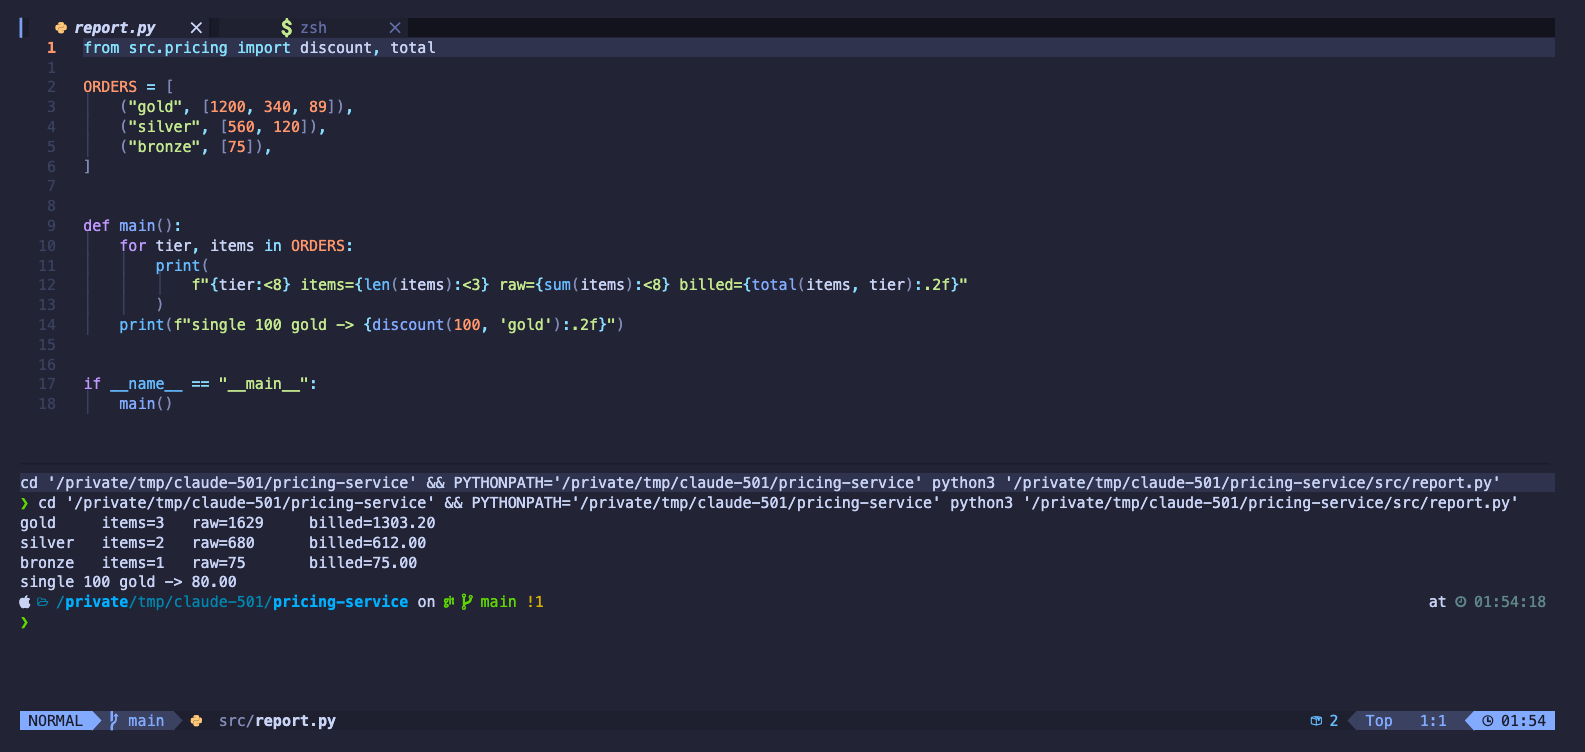 report.py × $ zsh ×
1 from src.pricing import discount, total
1
2 ORDERS = [
3     ("gold", [1200, 340, 89]),
4     ("silver", [560, 120]),
5     ("bronze", [75]),
6 ]
7
8
9 def main():
10     for tier, items in ORDERS:
11         print(
12             f"{tier:<8} items={len(items):<3} raw={sum(items):<8} billed={total(items, tier):.2f}"
13         )
14     print(f"single 100 gold -> {discount(100, 'gold'):.2f}")
15
16
17 if __name__ == "__main__":
18     main()
cd '/private/tmp/claude-501/pricing-service' && PYTHONPATH='/private/tmp/claude-501/pricing-service' python3 '/private/tmp/claude-501/pricing-service/src/report.py'
❯ cd '/private/tmp/claude-501/pricing-service' && PYTHONPATH='/private/tmp/claude-501/pricing-service' python3 '/private/tmp/claude-501/pricing-service/src/report.py'
gold     items=3   raw=1629     billed=1303.20
silver   items=2   raw=680      billed=612.00
bronze   items=1   raw=75       billed=75.00
single 100 gold -> 80.00
/private/tmp/claude-501/pricing-service on main !1 at 01:54:18
❯
NORMAL main src/report.py 2 Top 1:1 01:54